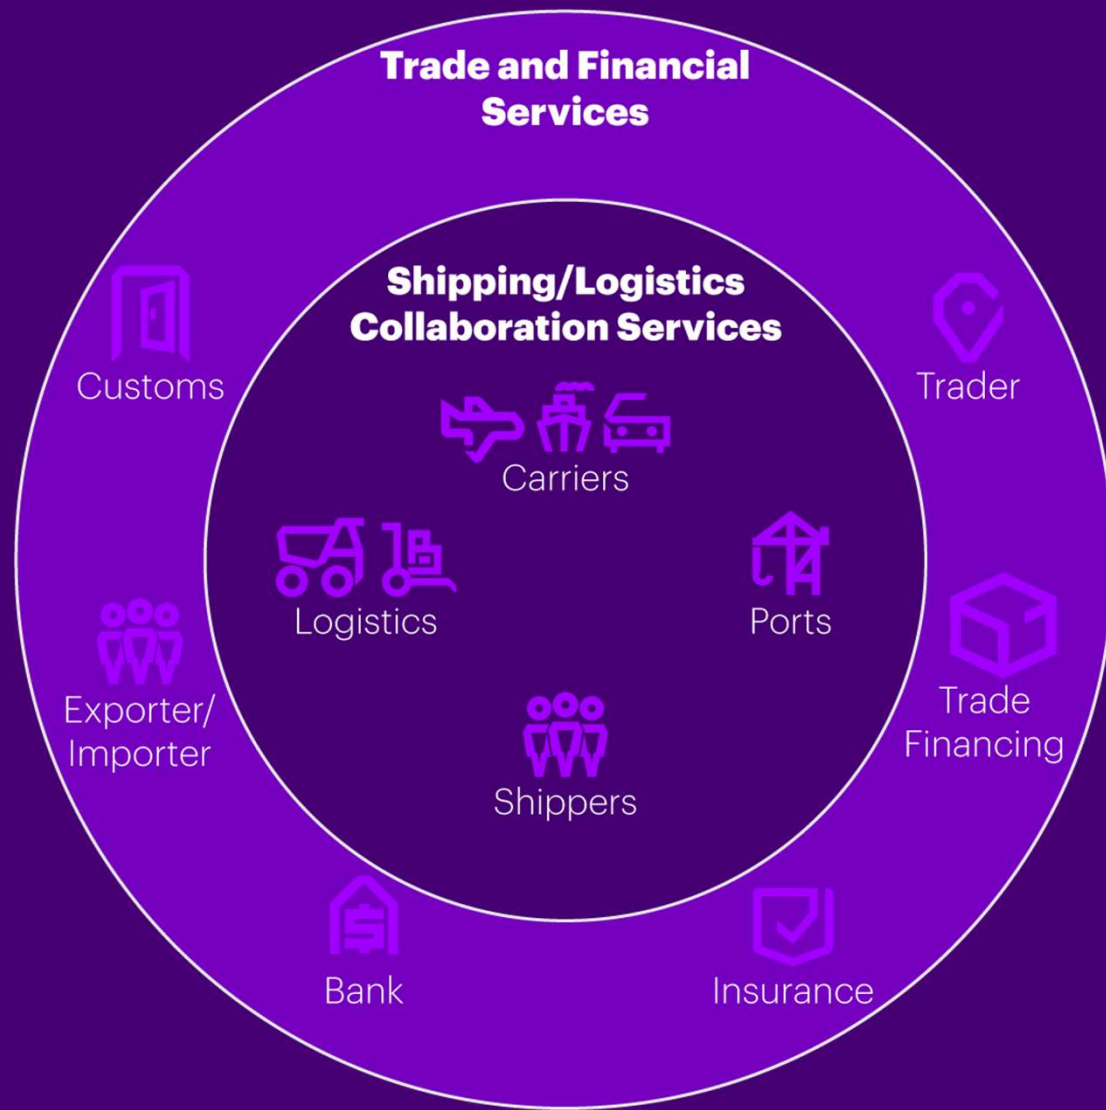 Trade and Financial
Services
Shipping/Logistics
Collaboration Services
Customs
Trader
Carriers
Logistics
Ports
Exporter/
Importer
Trade
Financing
Shippers
Bank
Insurance